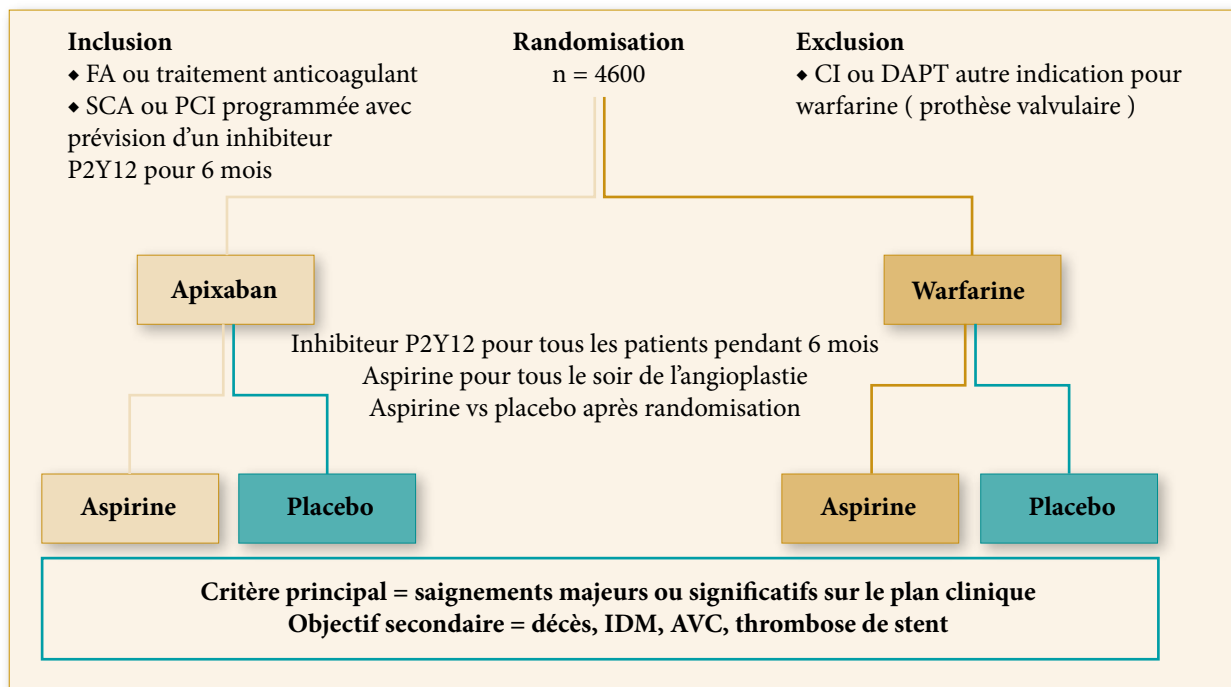 Inclusion
◆ FA ou traitement anticoagulant
◆ SCA ou PCI programmée avec
prévision d’un inhibiteur
P2Y12 pour 6 mois
Randomisation
n = 4600
Exclusion
◆ CI ou DAPT autre indication pour
warfarine ( prothèse valvulaire )
Apixaban
Warfarine
Inhibiteur P2Y12 pour tous les patients pendant 6 mois
Aspirine pour tous le soir de l’angioplastie
Aspirine vs placebo après randomisation
Aspirine
Placebo
Aspirine
Placebo
Critère principal = saignements majeurs ou significatifs sur le plan clinique
Objectif secondaire = décès, IDM, AVC, thrombose de stent